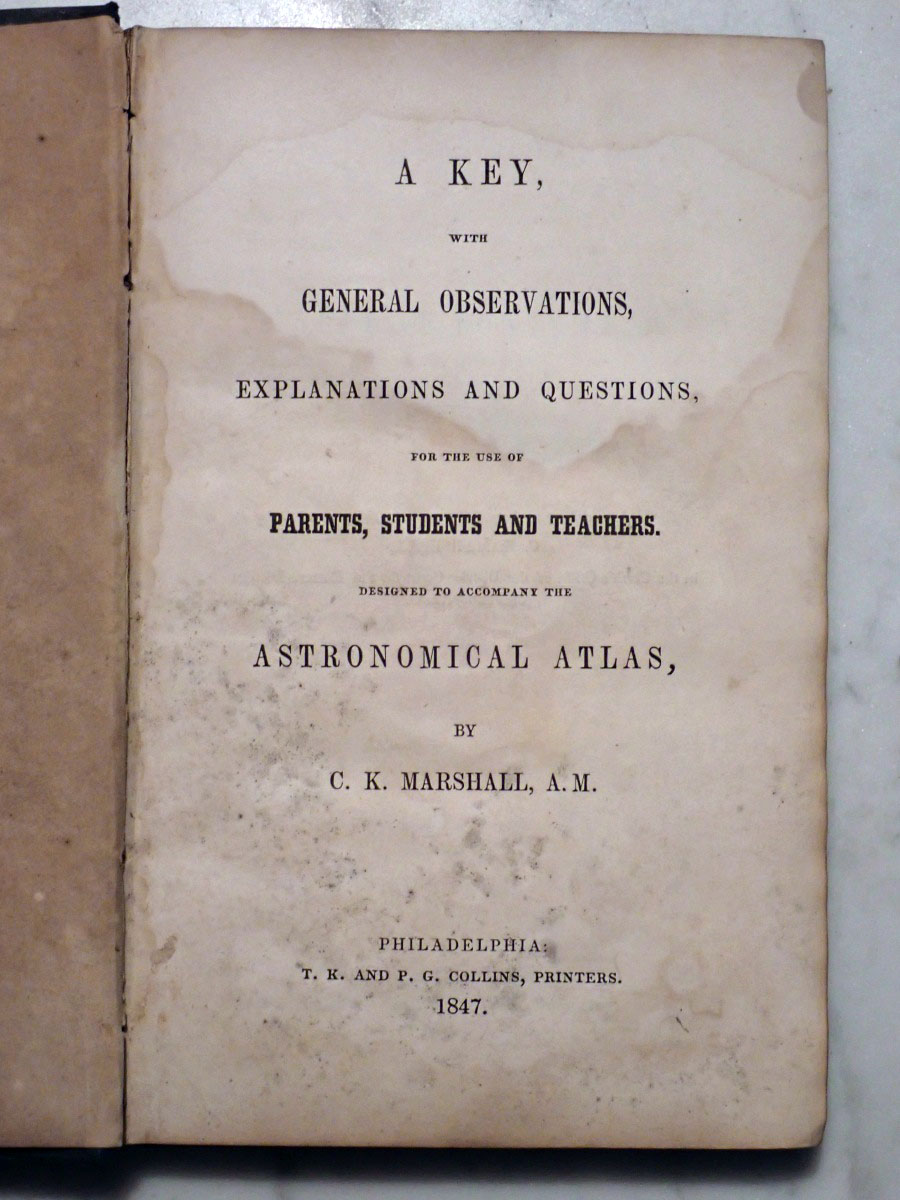 A KEY,
WITH
GENERAL OBSERVATIONS,
EXPLANATIONS AND QUESTIONS,
FOR THE USE OF
PARENTS, STUDENTS AND TEACHERS.
DESIGNED TO ACCOMPANY THE
ASTRONOMICAL ATLAS,
BY
C. K. MARSHALL, A. M.
PHILADELPHIA:
T. K. AND P. G. COLLINS, PRINTERS.
1847.